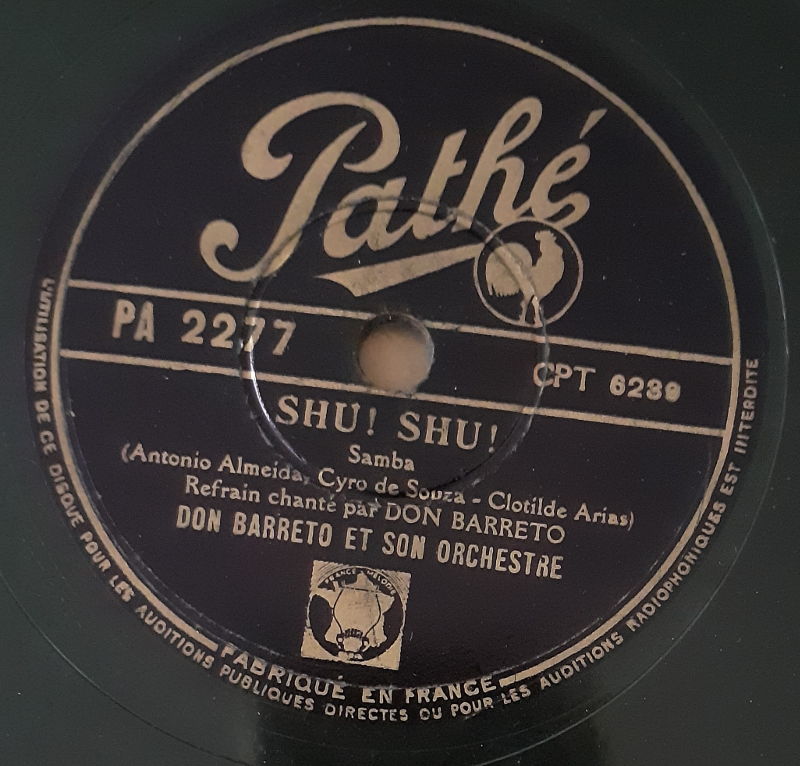 Pathé
PA 2277
CPT 6239
SHU! SHU!
Samba
(Antonio Almeida, Cyro de Souza - Clotilde Arias)
Refrain chanté par DON BARRETO
DON BARRETO ET SON ORCHESTRE
FRANCE MÉLODIE
FABRIQUÉ EN FRANCE
L'UTILISATION DE CE DISQUE POUR LES AUDITIONS PUBLIQUES DIRECTES OU POUR LES AUDITIONS RADIOPHONIQUES EST INTERDITE